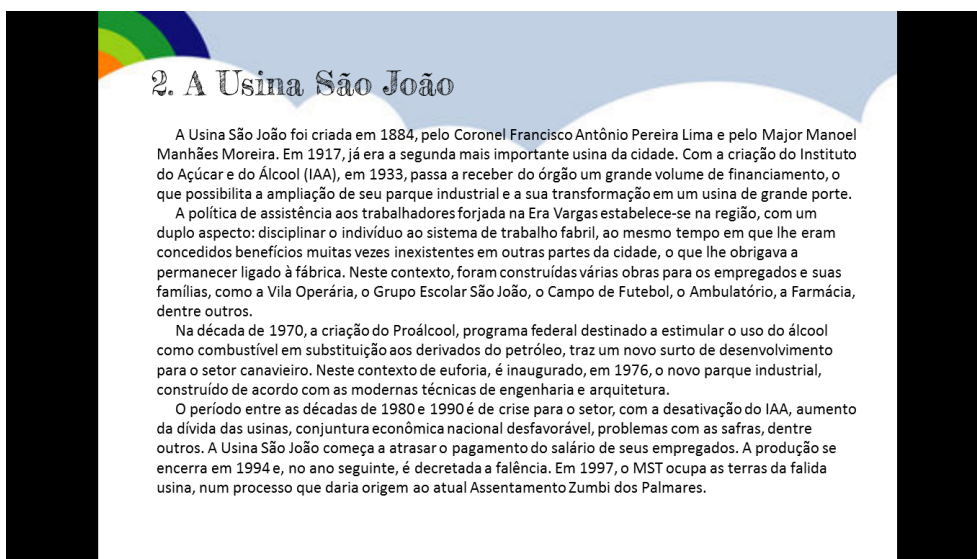 2. A Usina São João
A Usina São João foi criada em 1884, pelo Coronel Francisco Antônio Pereira Lima e pelo Major Manoel
Manhães Moreira. Em 1917, já era a segunda mais importante usina da cidade. Com a criação do Instituto
do Açúcar e do Álcool (IAA), em 1933, passa a receber do órgão um grande volume de financiamento, o
que possibilita a ampliação de seu parque industrial e a sua transformação em um usina de grande porte.
A política de assistência aos trabalhadores forjada na Era Vargas estabelece-se na região, com um
duplo aspecto: disciplinar o indivíduo ao sistema de trabalho fabril, ao mesmo tempo em que lhe eram
concedidos benefícios muitas vezes inexistentes em outras partes da cidade, o que lhe obrigava a
permanecer ligado à fábrica. Neste contexto, foram construídas várias obras para os empregados e suas
famílias, como a Vila Operária, o Grupo Escolar São João, o Campo de Futebol, o Ambulatório, a Farmácia,
dentre outros.
Na década de 1970, a criação do Proálcool, programa federal destinado a estimular o uso do álcool
como combustível em substituição aos derivados do petróleo, traz um novo surto de desenvolvimento
para o setor canavieiro. Neste contexto de euforia, é inaugurado, em 1976, o novo parque industrial,
construído de acordo com as modernas técnicas de engenharia e arquitetura.
O período entre as décadas de 1980 e 1990 é de crise para o setor, com a desativação do IAA, aumento
da dívida das usinas, conjuntura econômica nacional desfavorável, problemas com as safras, dentre
outros. A Usina São João começa a atrasar o pagamento do salário de seus empregados. A produção se
encerra em 1994 e, no ano seguinte, é decretada a falência. Em 1997, o MST ocupa as terras da falida
usina, num processo que daria origem ao atual Assentamento Zumbi dos Palmares.